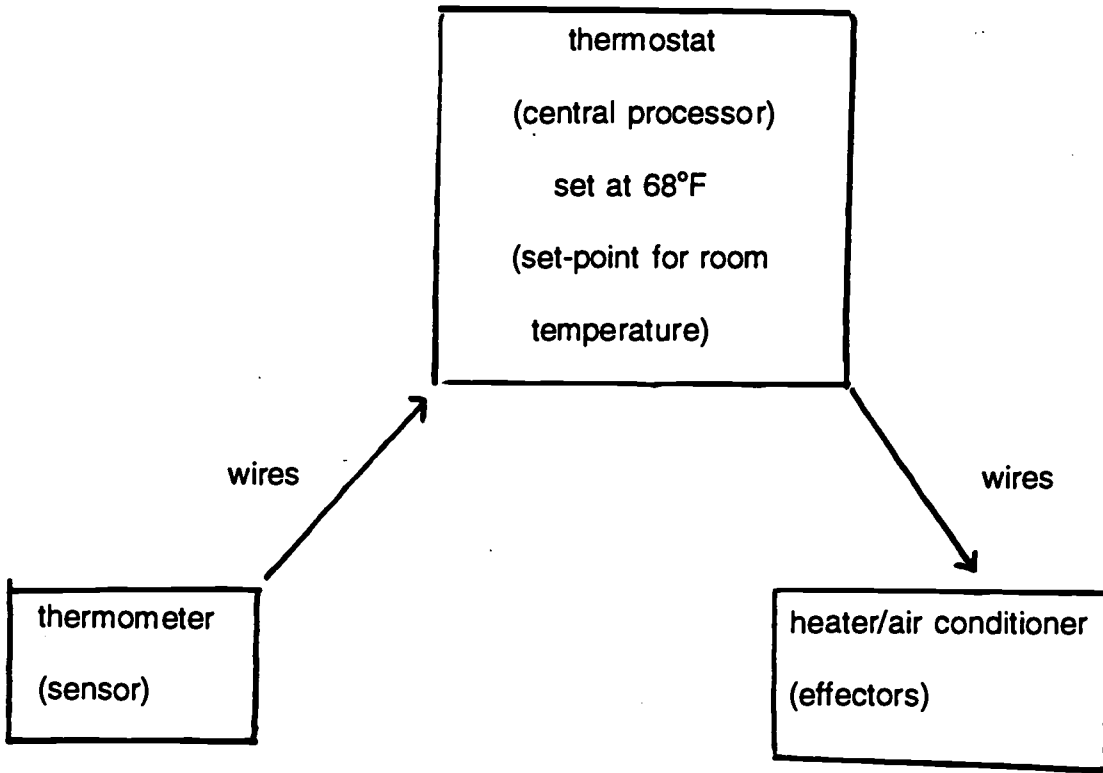 thermostat
(central processor)
set at 68°F
(set-point for room
temperature)
wires
wires
thermometer
(sensor)
heater/air conditioner
(effectors)